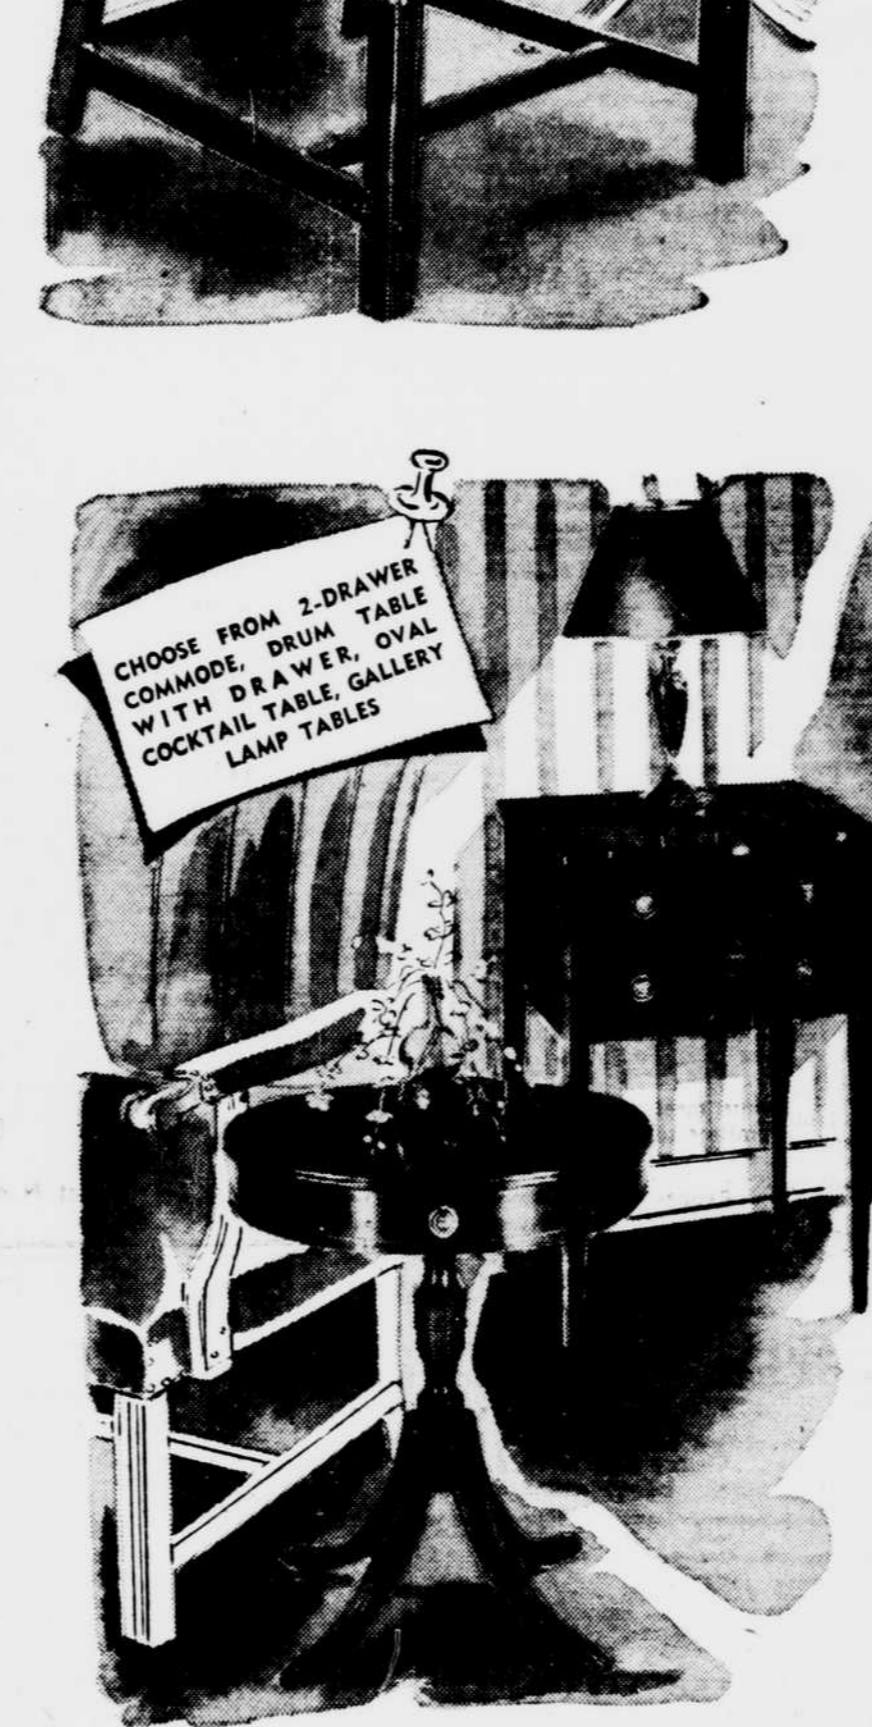 CHOOSE FROM 2-DRAWER
COMMODE, DRUM TABLE
WITH DRAWER, OVAL
COCKTAIL TABLE, GALLERY
LAMP TABLES